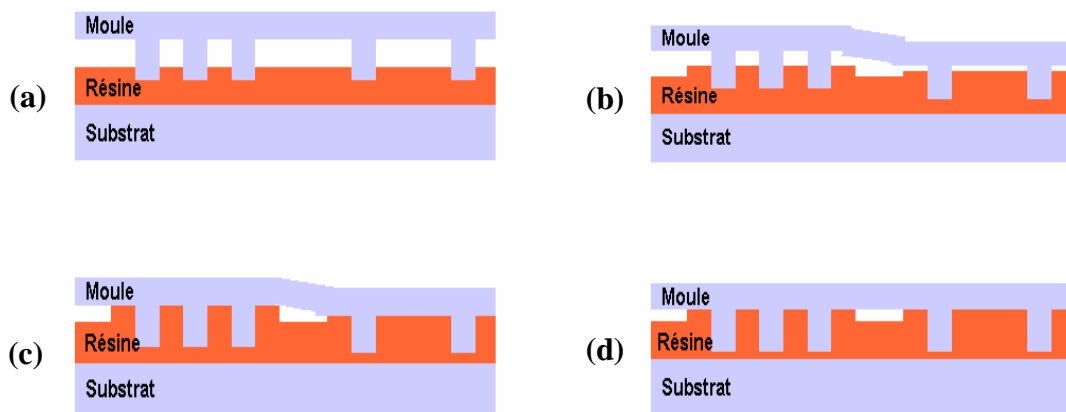 Moule
(a)
Résine
Substrat
Moule
(b)
Résine
Substrat
Moule
(c)
Résine
Substrat
Moule
(d)
Résine
Substrat